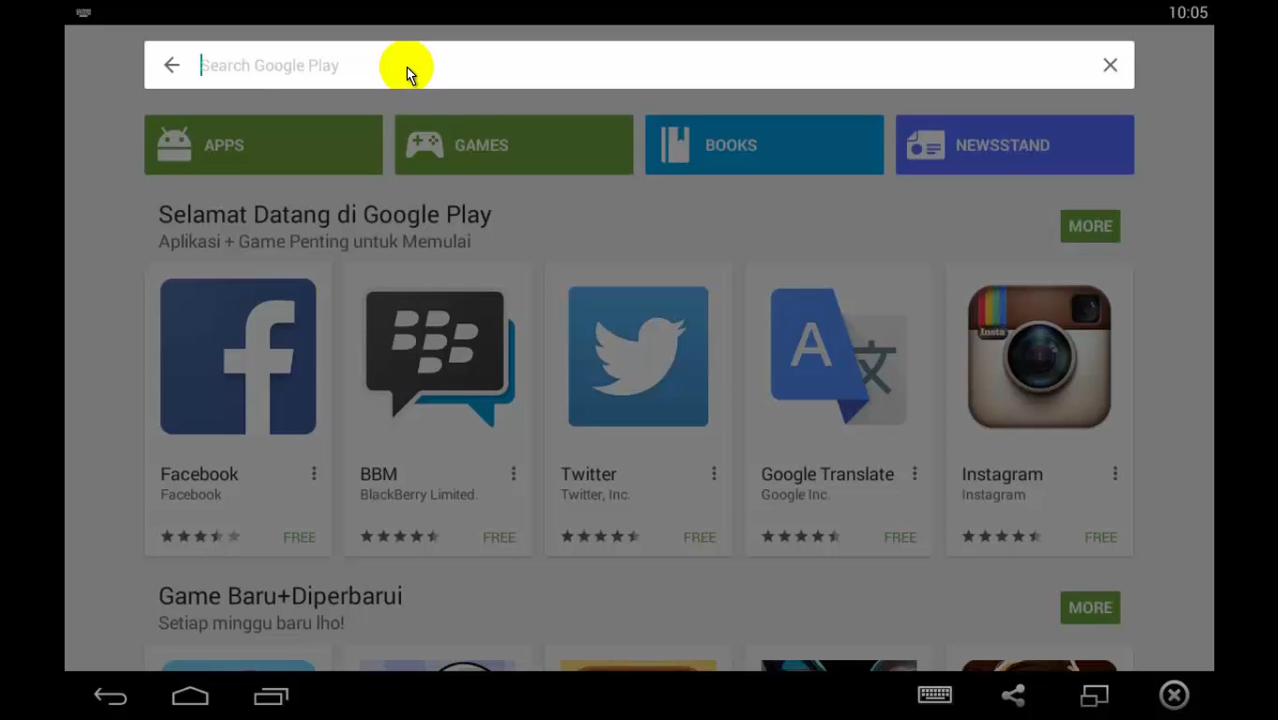 10:05
Search Google Play
APPS
GAMES
BOOKS
NEWSSTAND
Selamat Datang di Google Play
Aplikasi + Game Penting untuk Memulai
MORE
Insta
A
文
Facebook
Facebook
FREE
BBM
BlackBerry Limited.
FREE
Twitter
Twitter, Inc.
FREE
Google Translate
Google Inc.
FREE
Instagram
Instagram
FREE
Game Baru+Diperbarui
Setiap minggu baru lho!
MORE